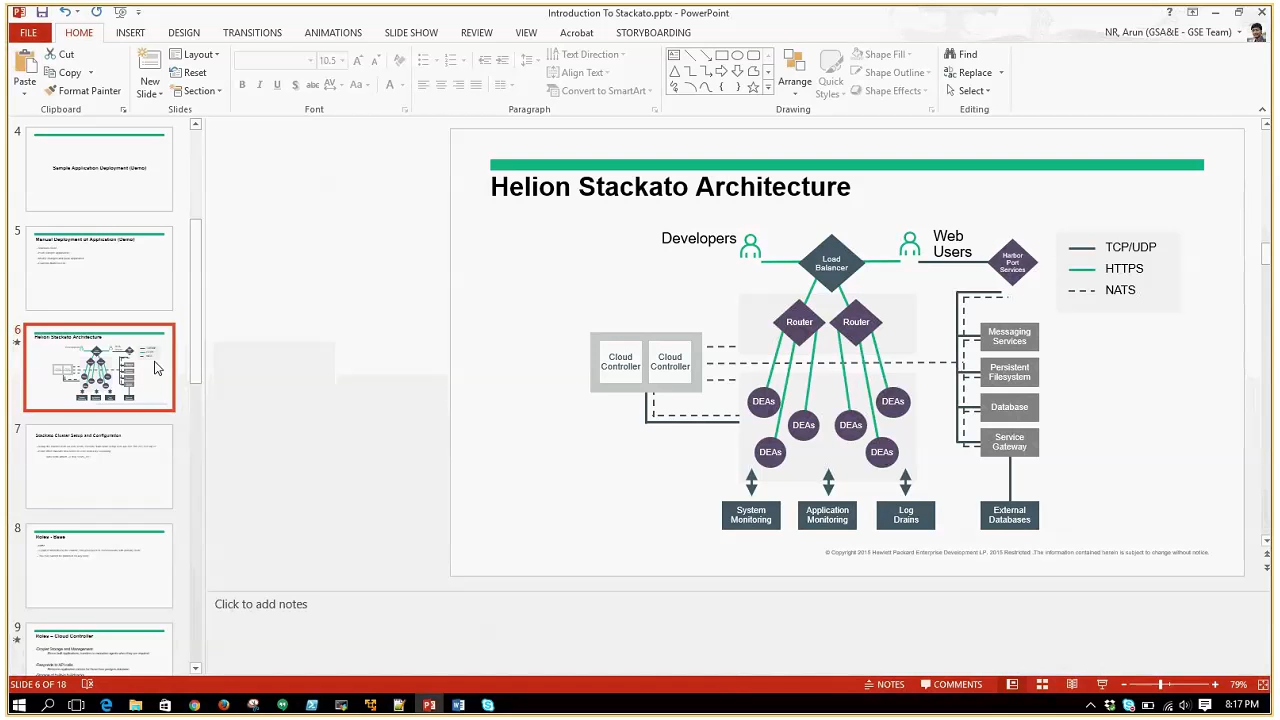 Introduction To Stackato.pptx - PowerPoint
FILE
HOME
INSERT
DESIGN
TRANSITIONS
ANIMATIONS
SLIDE SHOW
REVIEW
VIEW
Acrobat
STORYBOARDING
NR, Arun (GSA&E - GSE Team)
Paste
Cut
Copy
Format Painter
Clipboard
New
Slide
Layout
Reset
Section
Slides
10.5
Font
Text Direction
Align Text
Convert to SmartArt
Paragraph
Arrange
Quick
Styles
Shape Fill
Shape Outline
Shape Effects
Drawing
Find
Replace
Select
Editing
4
Sample Application Deployment (Demo)
5
Manual Deployment of Application (Demo)
6
Helion Stackato Architecture
7
Stackato Cluster Setup and Configuration
8
Roles - Base
9
Roles – Cloud Controller
Helion Stackato Architecture
Developers
Load
Balancer
Web
Users
Harbor
Port
Services
TCP/UDP
HTTPS
NATS
Router
Router
Cloud
Controller
Cloud
Controller
Messaging
Services
Persistent
Filesystem
Database
Service
Gateway
DEAs
DEAs
DEAs
DEAs
DEAs
DEAs
System
Monitoring
Application
Monitoring
Log
Drains
External
Databases
© Copyright 2015 Hewlett Packard Enterprise Development LP, 2015 Restricted .The information contained herein is subject to change without notice.
Click to add notes
SLIDE 6 OF 18
NOTES
COMMENTS
79%
8:17 PM